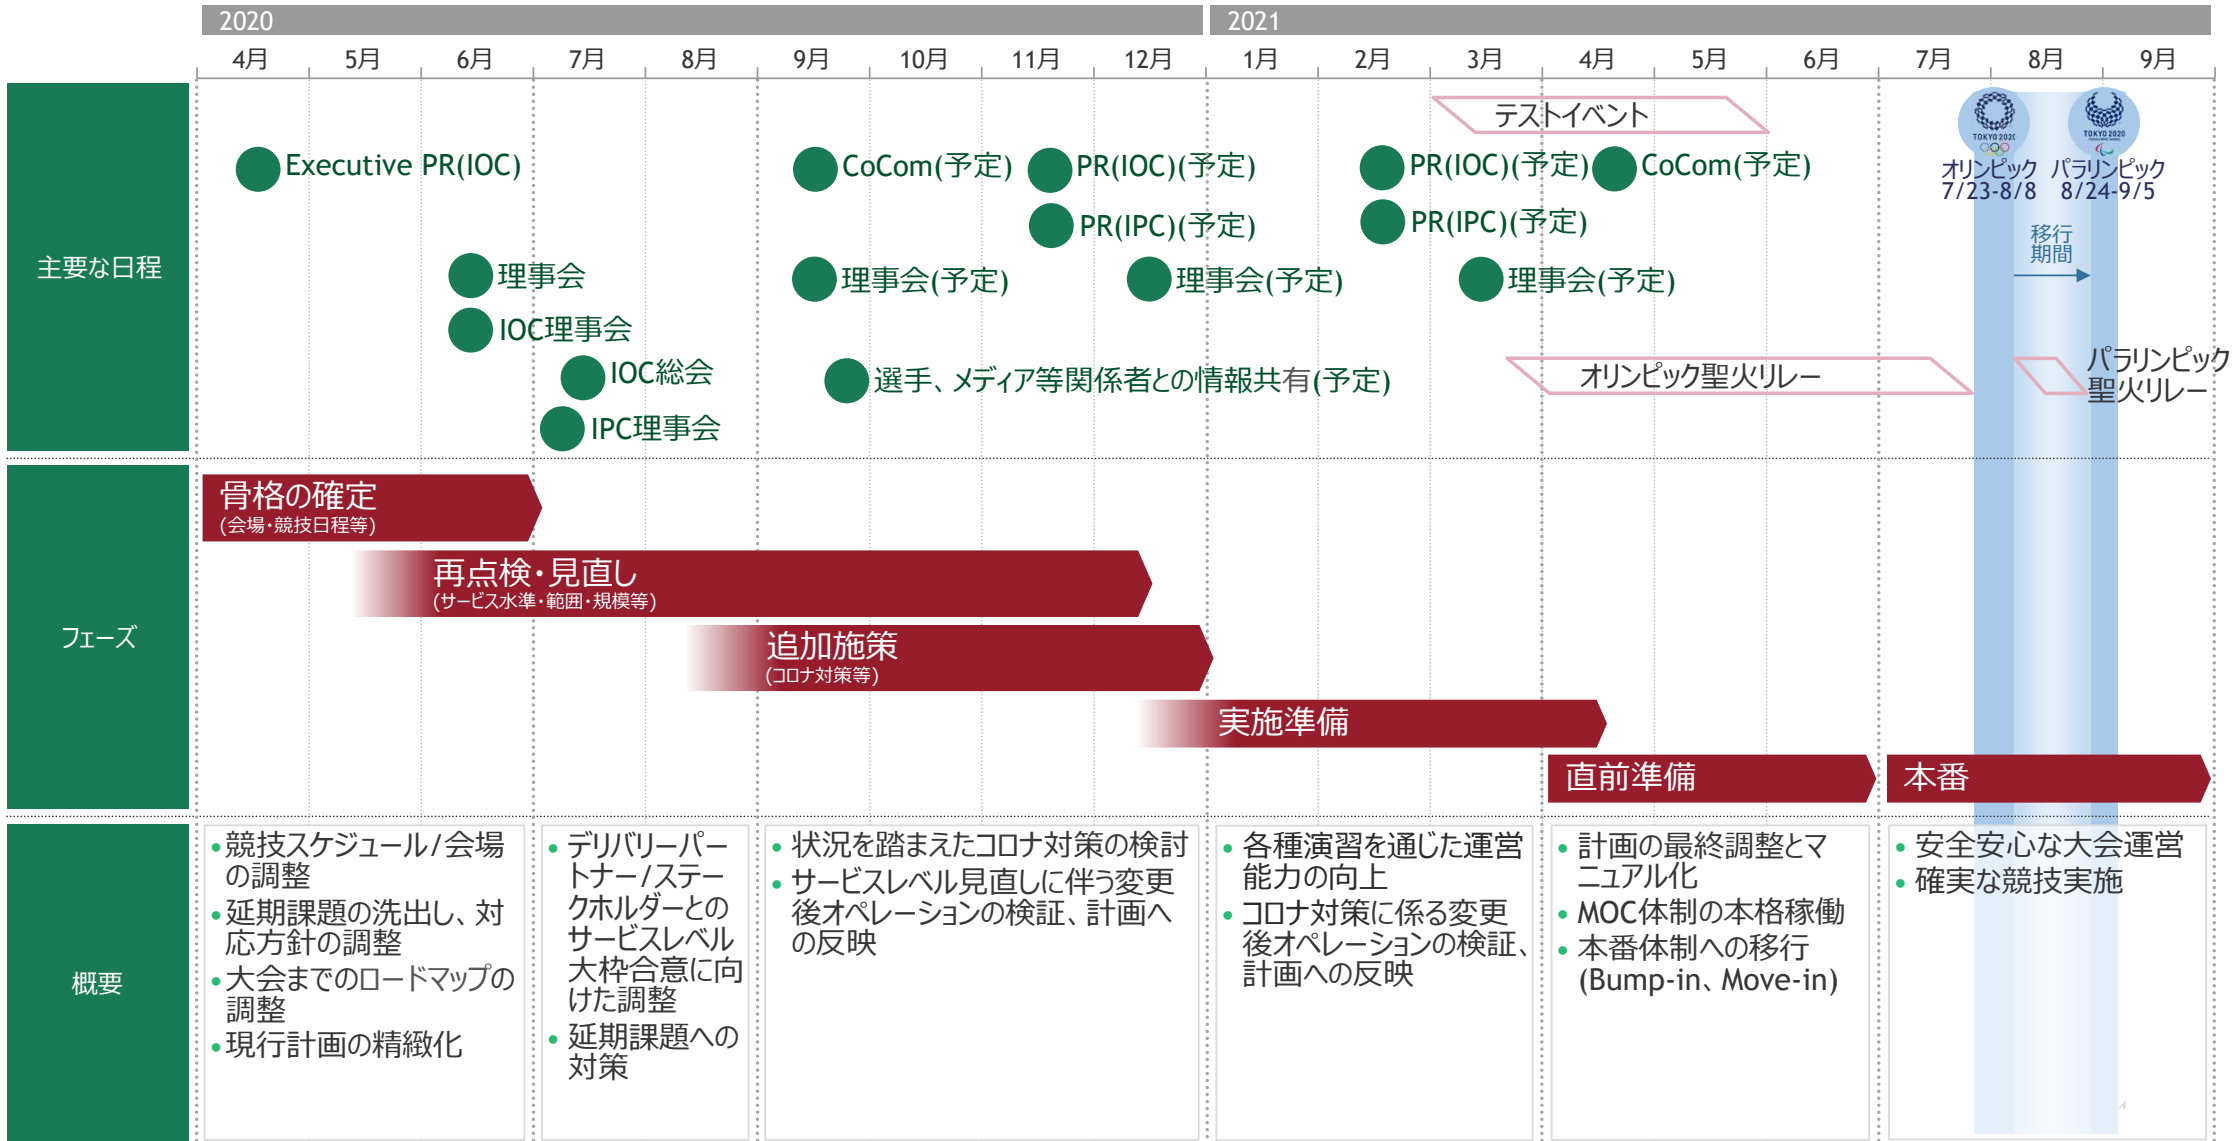 2020
2021
4月
5月
6月
7月
8月
9月
10月
11月
12月
1月
2月
3月
4月
5月
6月
7月
8月
9月
主要な日程
テストイベント
Executive PR(IOC)
CoCom(予定)
PR(IOC)(予定)
PR(IOC)(予定)
CoCom(予定)
PR(IPC)(予定)
PR(IPC)(予定)
理事会
理事会(予定)
理事会(予定)
理事会(予定)
IOC理事会
IOC総会
選手、メディア等関係者との情報共有(予定)
IPC理事会
オリンピック聖火リレー
パラリンピック
聖火リレー
TOKYO 2020
オリンピック
7/23-8/8
TOKYO 2020
PARALYMPIC GAMES
パラリンピック
8/24-9/5
移行
期間
フェーズ
骨格の確定
(会場・競技日程等)
再点検・見直し
(サービス水準・範囲・規模等)
追加施策
(コロナ対策等)
実施準備
直前準備
本番
概要
•競技スケジュール/会場
の調整
•延期課題の洗出し、対
応方針の調整
•大会までのロードマップの
調整
•現行計画の精緻化
• デリバリーパー
トナー/ステー
クホルダーとの
サービスレベル
大枠合意に向
けた調整
• 延期課題への
対策
• 状況を踏まえたコロナ対策の検討
• サービスレベル見直しに伴う変更
後オペレーションの検証、計画へ
の反映
• 各種演習を通じた運営
能力の向上
• コロナ対策に係る変更
後オペレーションの検証、
計画への反映
• 計画の最終調整とマ
ニュアル化
• MOC体制の本格稼働
• 本番体制への移行
(Bump-in、Move-in)
• 安全安心な大会運営
• 確実な競技実施